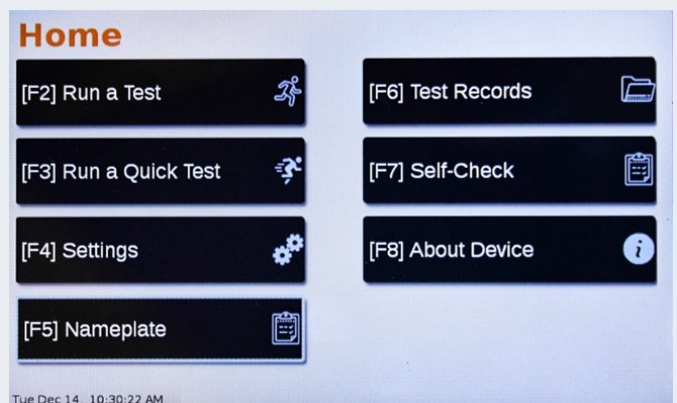 Home
[F2] Run a Test
[F3] Run a Quick Test
[F4] Settings
[F5] Nameplate
[F6] Test Records
[F7] Self-Check
[F8] About Device
Tue Dec 14 10:30:22 AM